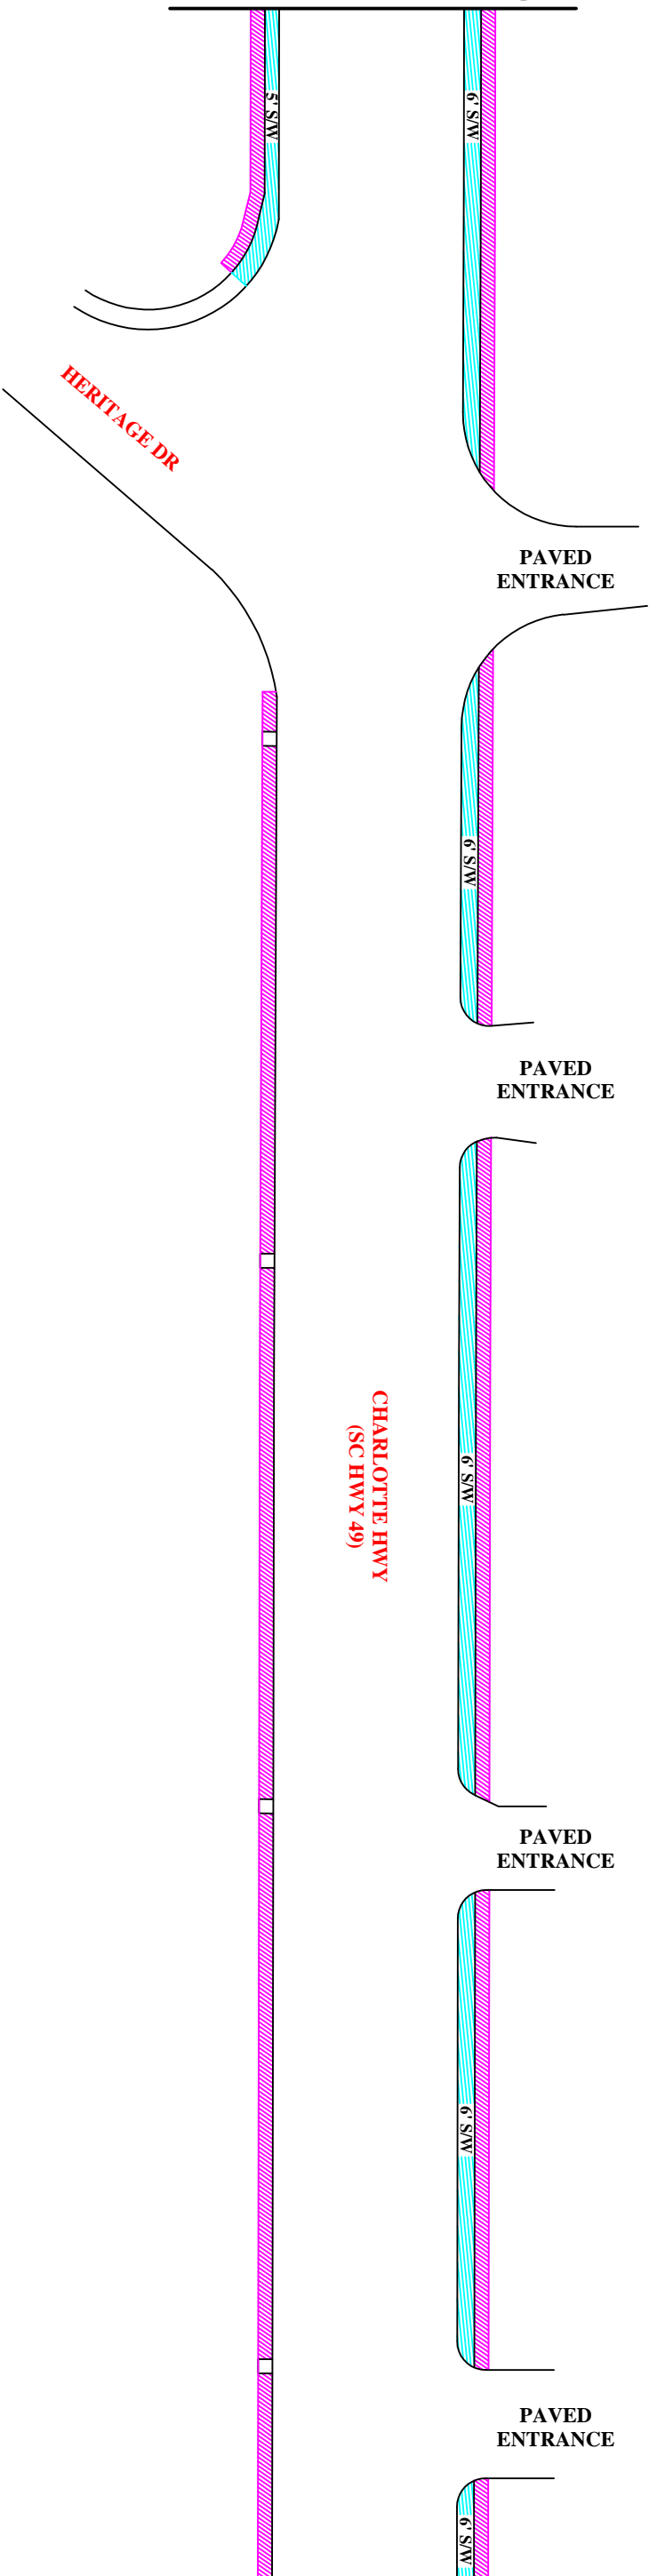 5' S/W
6' S/W
HERITAGE DR
PAVED
ENTRANCE
6' S/W
PAVED
ENTRANCE
CHARLOTTE HWY
(SC HWY 49)
6' S/W
PAVED
ENTRANCE
6' S/W
PAVED
ENTRANCE
6' S/W